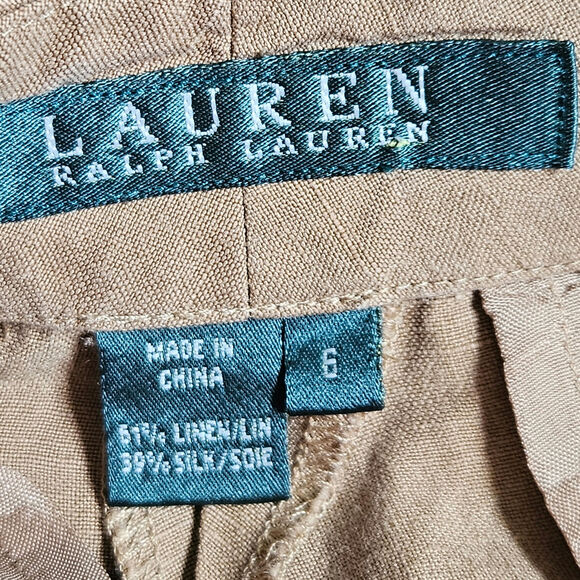 LAUREN
RALPH LAUREN
MADE IN
CHINA
6
61% LINEN/LIN
39% SILK/SOIE